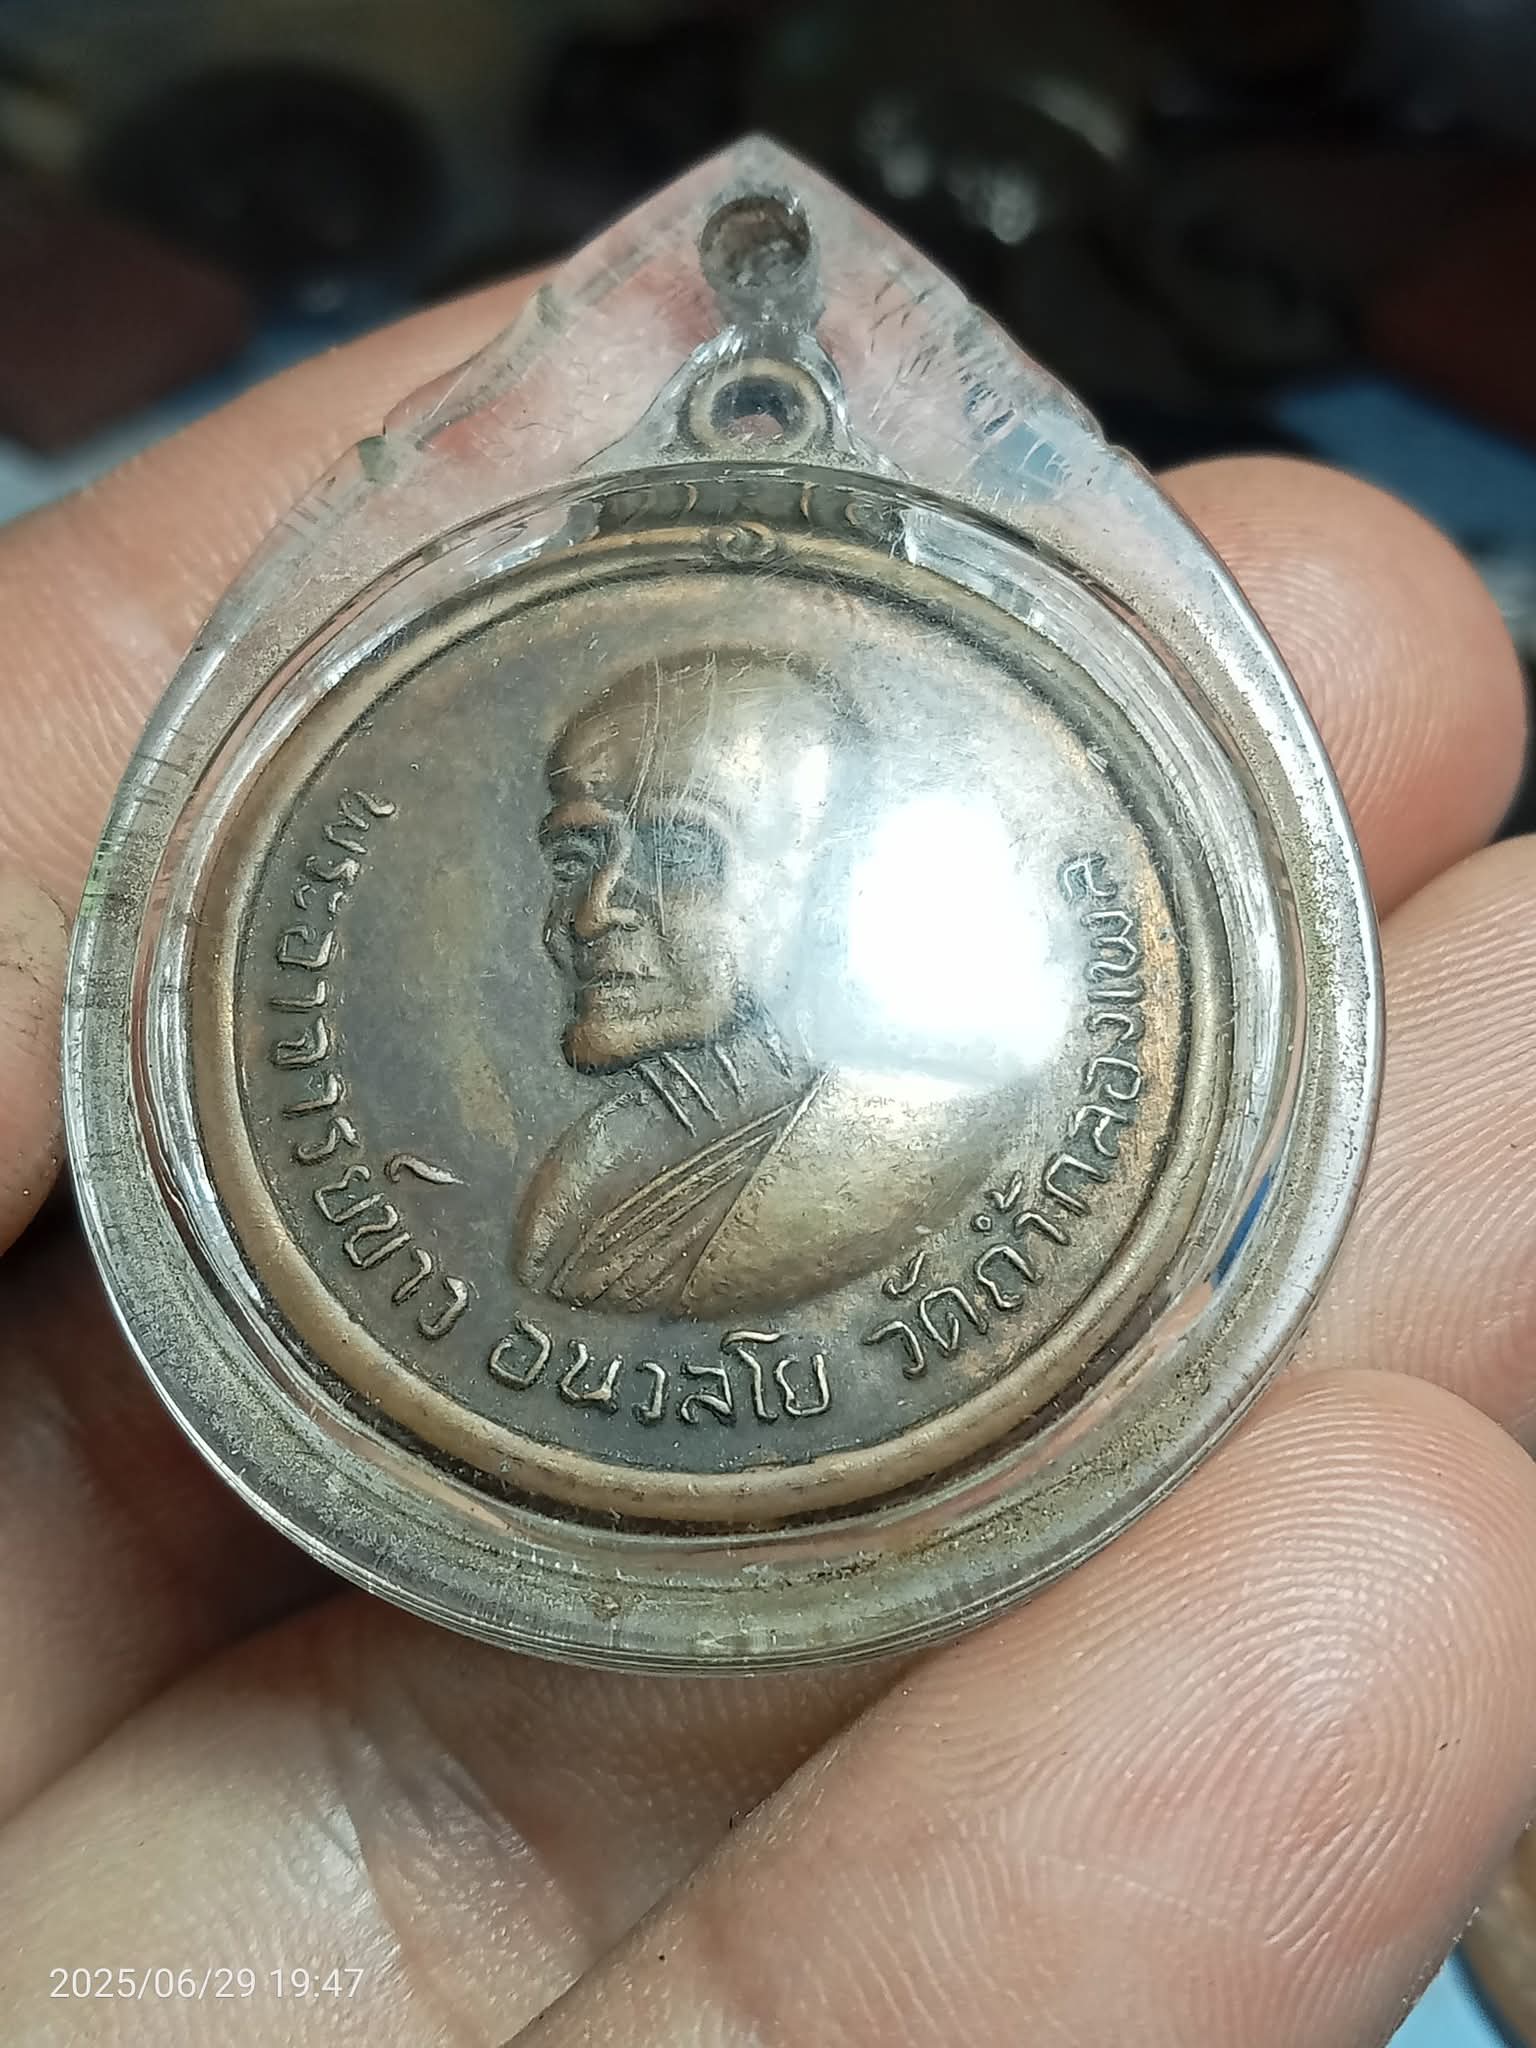 พระอาจารย์ขาว อนาลโย วัดถ้ำกลองเพล
2025/06/29 19:47